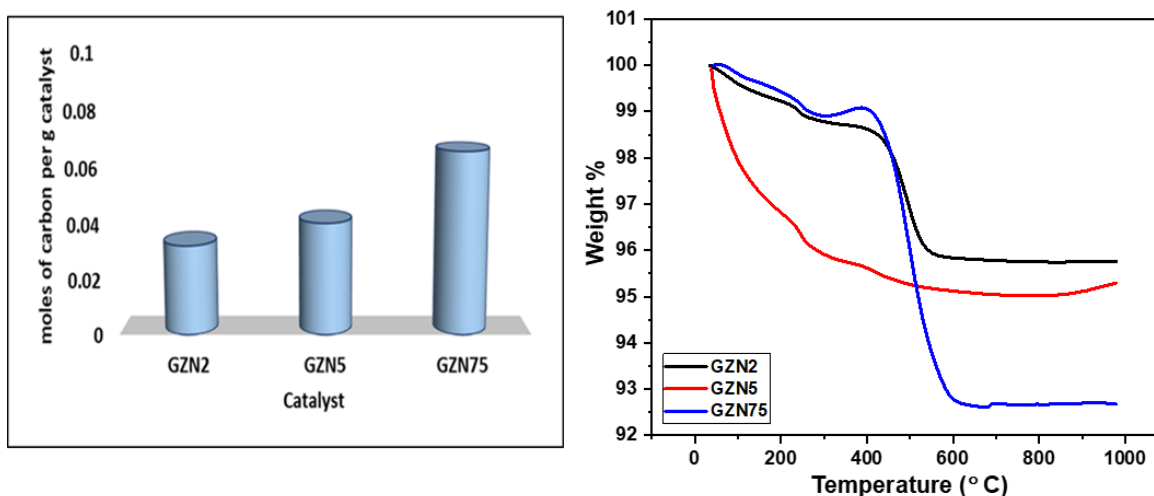 moles of carbon per g catalyst
0.1
0.08
0.06
0.04
0.02
0
GZN2 GZN5 GZN75
Catalyst
Weight %
101
100
99
98
97
96
95
94
93
92
GZN2
GZN5
GZN75
0 200 400 600 800 1000
Temperature (° C)